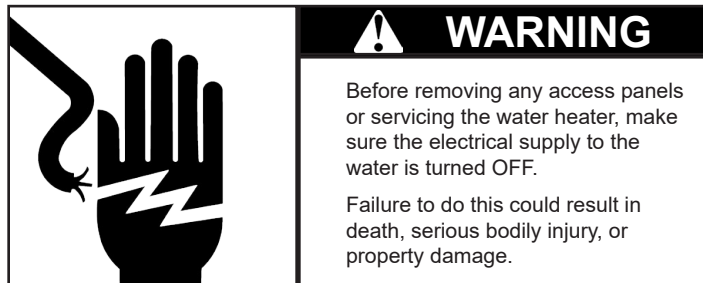 WARNING
Before removing any access panels
or servicing the water heater, make
sure the electrical supply to the
water is turned OFF.
Failure to do this could result in
death, serious bodily injury, or
property damage.